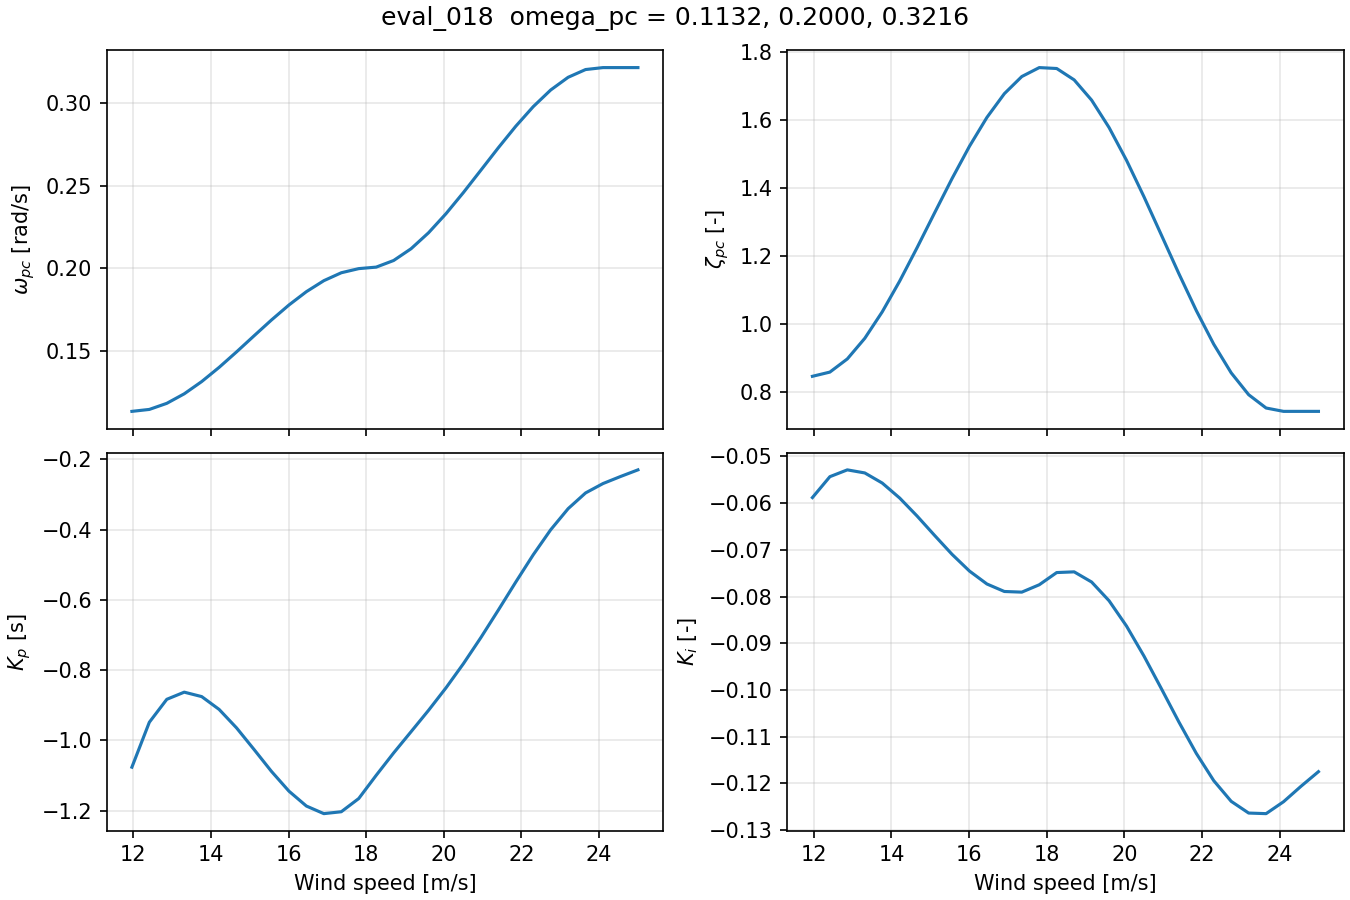 eval_018  omega_pc = 0.1132, 0.2000, 0.3216
0.30
0.25
0.20
0.15
ω_pc [rad/s]
1.8
1.6
1.4
1.2
1.0
0.8
ζ_pc [-]
−0.2
−0.4
−0.6
−0.8
−1.0
−1.2
K_p [s]
12 14 16 18 20 22 24
Wind speed [m/s]
−0.05
−0.06
−0.07
−0.08
−0.09
−0.10
−0.11
−0.12
−0.13
K_i [-]
12 14 16 18 20 22 24
Wind speed [m/s]